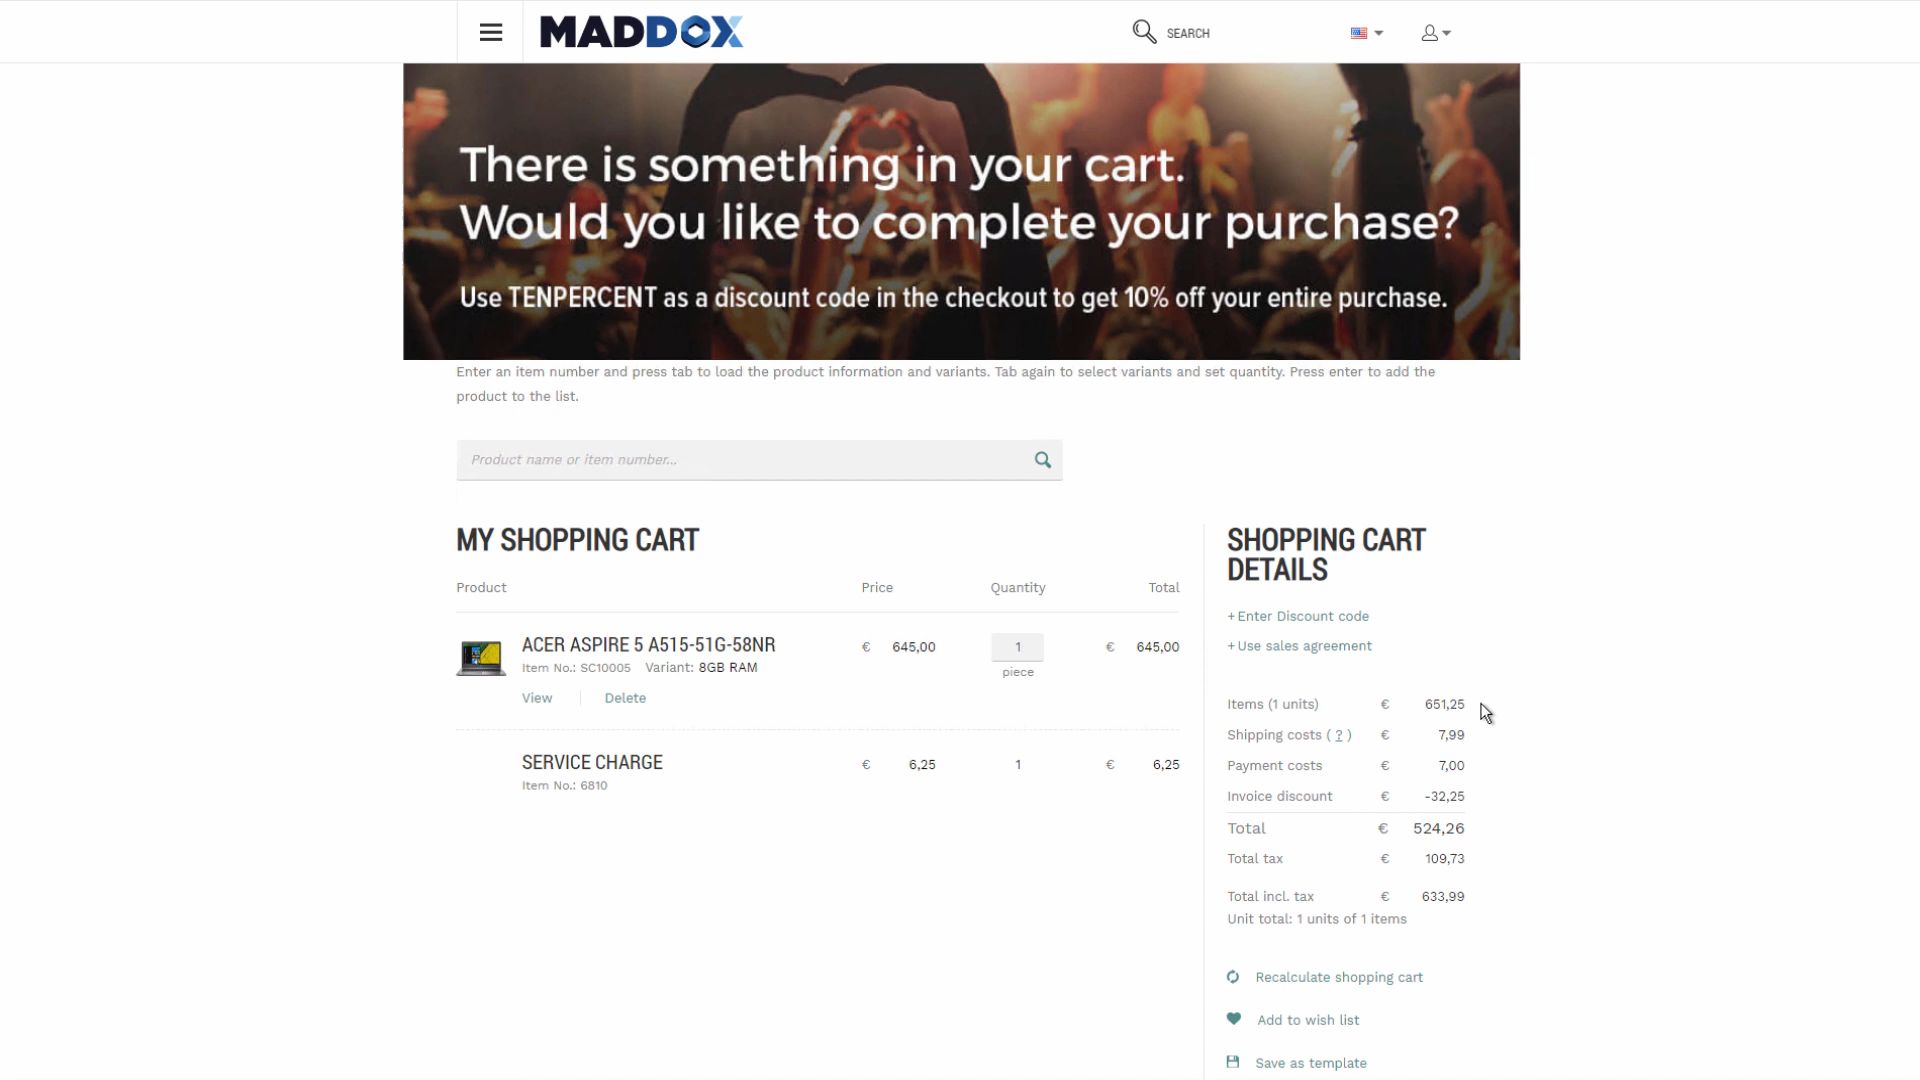 MADDOX
SEARCH
There is something in your cart.
Would you like to complete your purchase?
Use TENPERCENT as a discount code in the checkout to get 10% off your entire purchase.
Enter an item number and press tab to load the product information and variants. Tab again to select variants and set quantity. Press enter to add the
product to the list.
Product name or item number...
MY SHOPPING CART
Product Price Quantity Total
ACER ASPIRE 5 A515-51G-58NR € 645,00 1 € 645,00
Item No.: SC10005 Variant: 8GB RAM piece
View Delete
SERVICE CHARGE € 6,25 1 € 6,25
Item No.: 6810
SHOPPING CART
DETAILS
+Enter Discount code
+Use sales agreement
Items (1 units) € 651,25
Shipping costs ( ? ) € 7,99
Payment costs € 7,00
Invoice discount € -32,25
Total € 524,26
Total tax € 109,73
Total incl. tax € 633,99
Unit total: 1 units of 1 items
Recalculate shopping cart
Add to wish list
Save as template